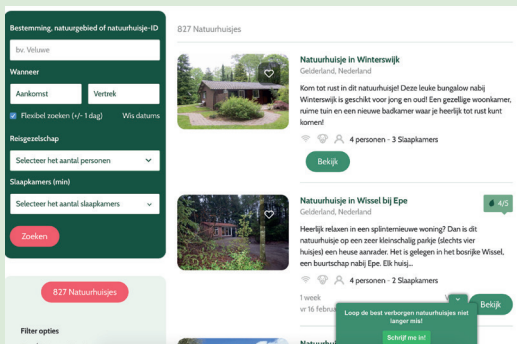 Bestemming, natuurgebied of natuurhuisje-ID
bv. Veluwe
Wanneer
Aankomst
Vertrek
Flexibel zoeken (+/- 1 dag)
Wis datums
Reisgezelschap
Selecteer het aantal personen
Slaapkamers (min)
Selecteer het aantal slaapkamers
Zoeken
827 Natuurhuisjes
Filter opties
827 Natuurhuisjes
Natuurhuisje in Winterswijk
Gelderland, Nederland
Kom tot rust in dit natuurhuisje! Deze leuke bungalow nabij
Winterswijk is geschikt voor jong en oud! Een gezellige woonkamer,
ruime tuin en een nieuwe badkamer waar je heerlijk tot rust kunt
komen!
4 personen - 3 Slaapkamers
Bekijk
Natuurhuisje in Wissel bij Epe
4/5
Gelderland, Nederland
Heerlijk relaxen in een splinternieuwe woning? Dan is dit
natuurhuisje op een zeer kleinschalig parkje (slechts vier
huisjes) een heuse aanrader. Het is gelegen in het bosrijke Wissel,
een buurtschap nabij Epe. Elk huisj...
4 personen - 2 Slaapkamers
1 week
vr 16 februa
Bekijk
Loop de best verborgen natuurhuisjes niet
langer mis!
Schrijf me in!